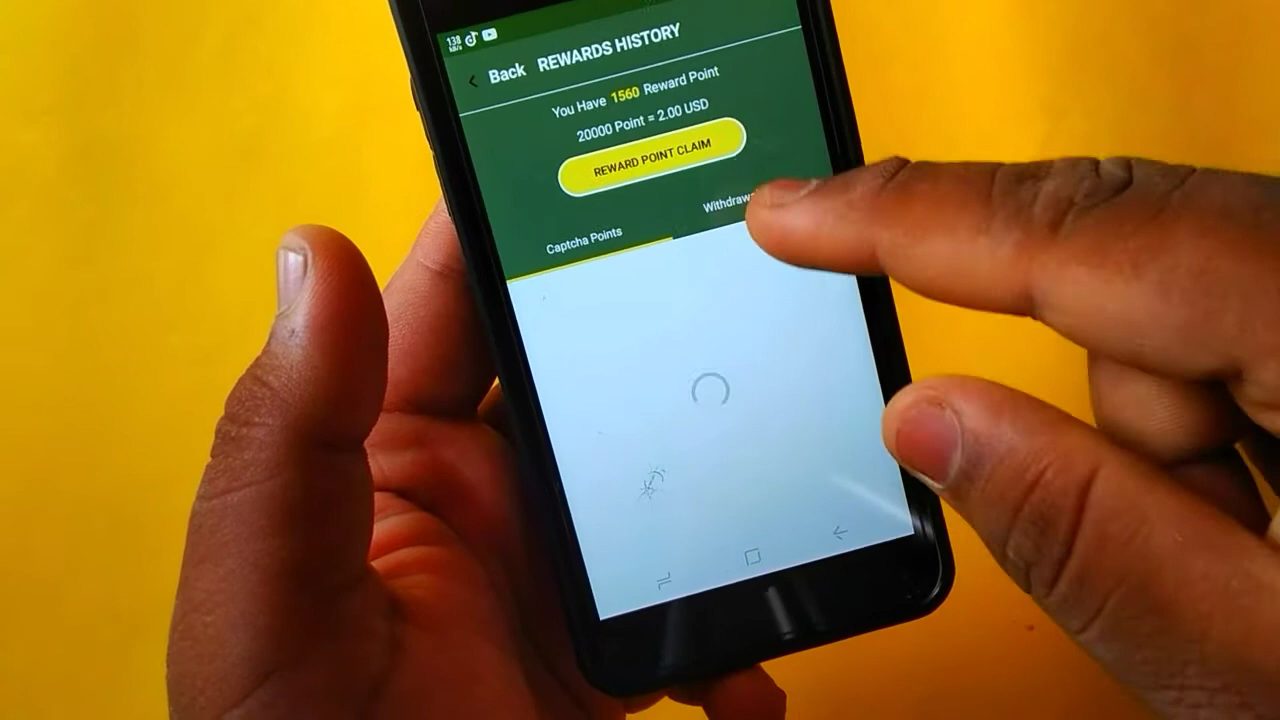 138
KB/s
Back REWARDS HISTORY
You Have 1560 Reward Point
20000 Point = 2.00 USD
REWARD POINT CLAIM
Captcha Points